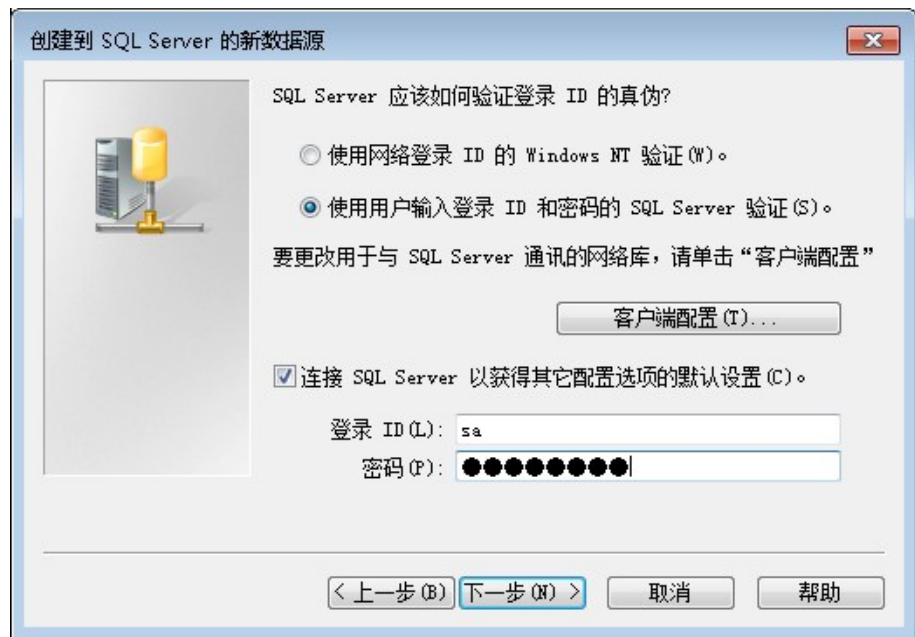 创建到 SQL Server 的新数据源
SQL Server 应该如何验证登录 ID 的真伪?
使用网络登录 ID 的 Windows NT 验证(W)。
使用用户输入登录 ID 和密码的 SQL Server 验证(S)。
要更改用于与 SQL Server 通讯的网络库，请单击“客户端配置”
客户端配置(T)...
连接 SQL Server 以获得其它配置选项的默认设置(C)。
登录 ID(L): sa
密码(P): ●●●●●●●●
< 上一步(B) 下一步(N) > 取消 帮助